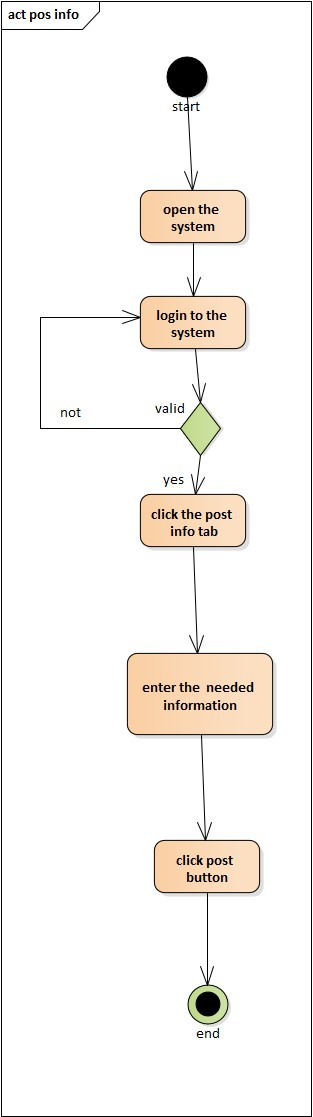 act pos info
start
open the
system
login to the
system
valid
not
yes
click the post
info tab
enter the  needed
information
click post
button
end